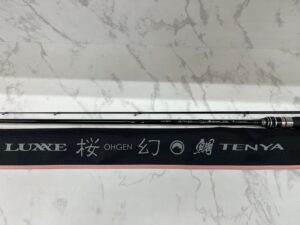 LUXXE 桜 OHGEN 幻 鯛 TENYA